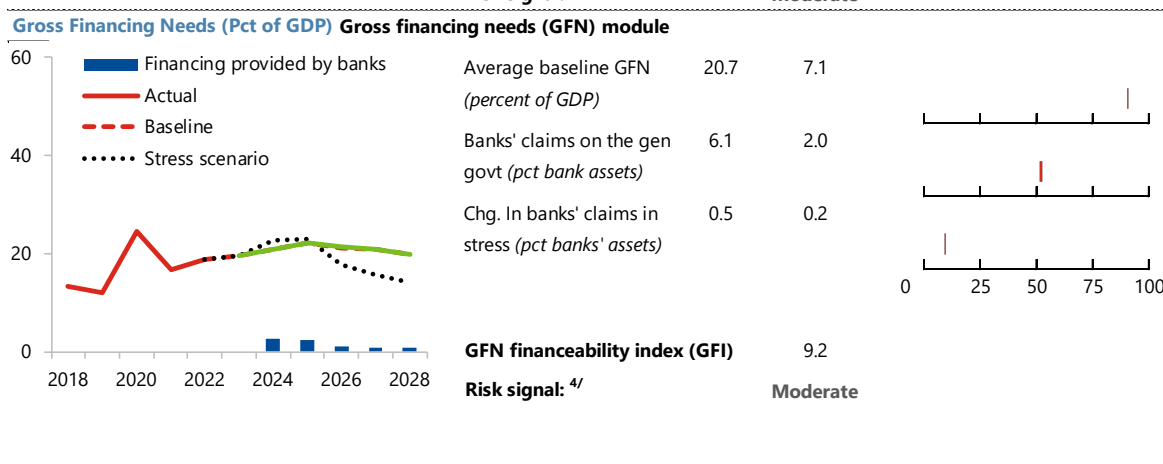 Gross Financing Needs (Pct of GDP) Gross financing needs (GFN) module
60
40
20
0
Financing provided by banks
Actual
Baseline
Stress scenario
2018 2020 2022 2024 2026 2028
Average baseline GFN 20.7 7.1
(percent of GDP)
Banks' claims on the gen 6.1 2.0
govt (pct bank assets)
Chg. In banks' claims in 0.5 0.2
stress (pct banks' assets)
0 25 50 75 100
GFN financeability index (GFI) 9.2
Risk signal: 4/ Moderate